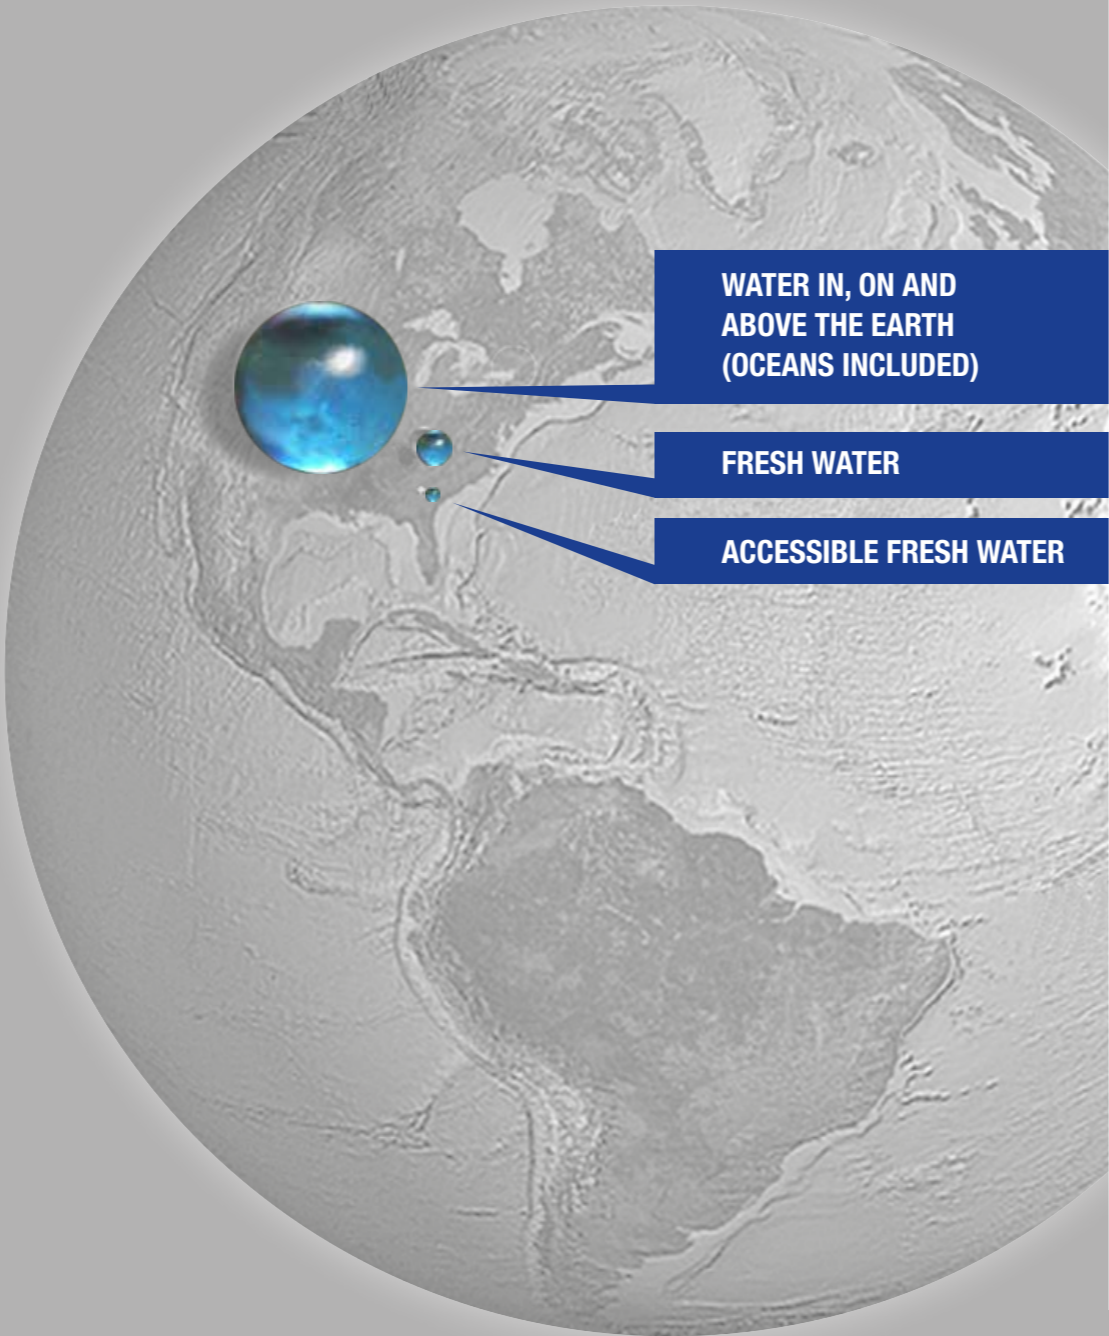 WATER IN, ON AND
ABOVE THE EARTH
(OCEANS INCLUDED)
FRESH WATER
ACCESSIBLE FRESH WATER